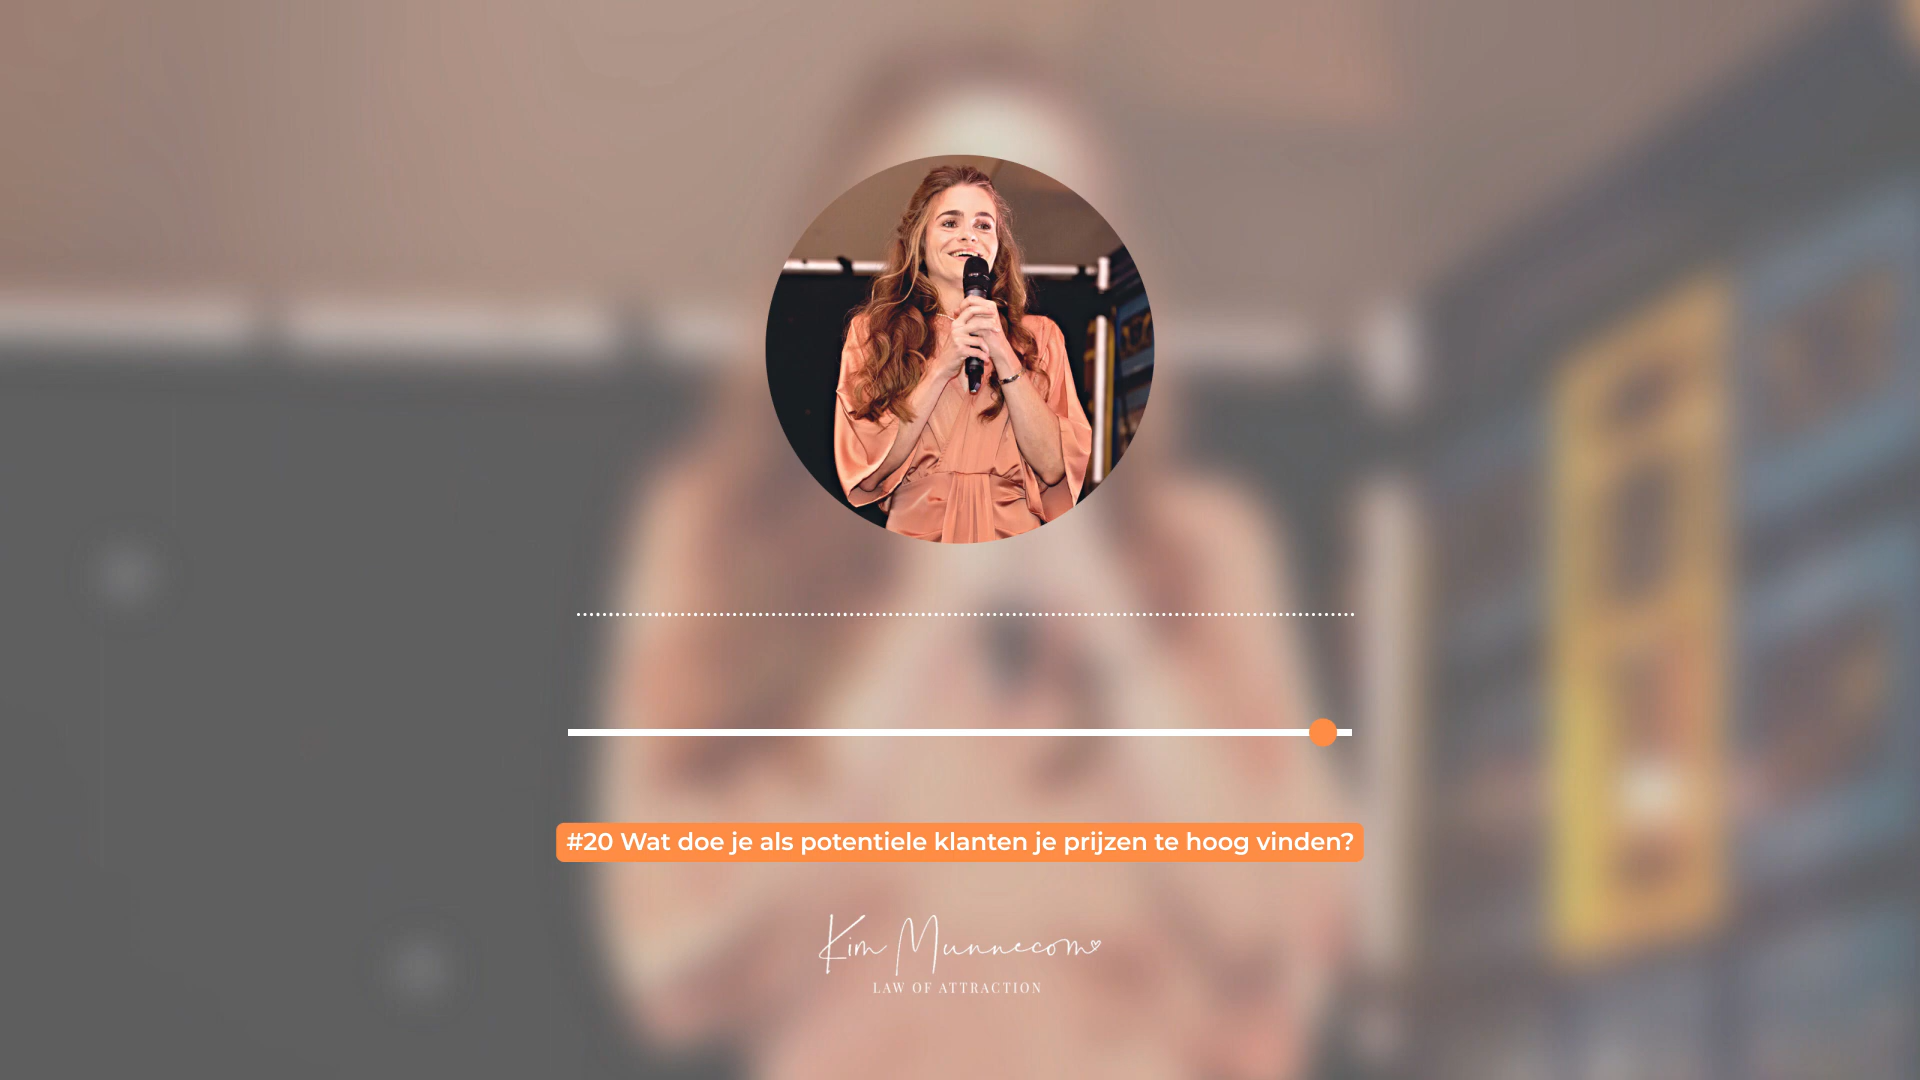 #20 Wat doe je als potentiele klanten je prijzen te hoog vinden?
Kim Munnecom
LAW OF ATTRACTION